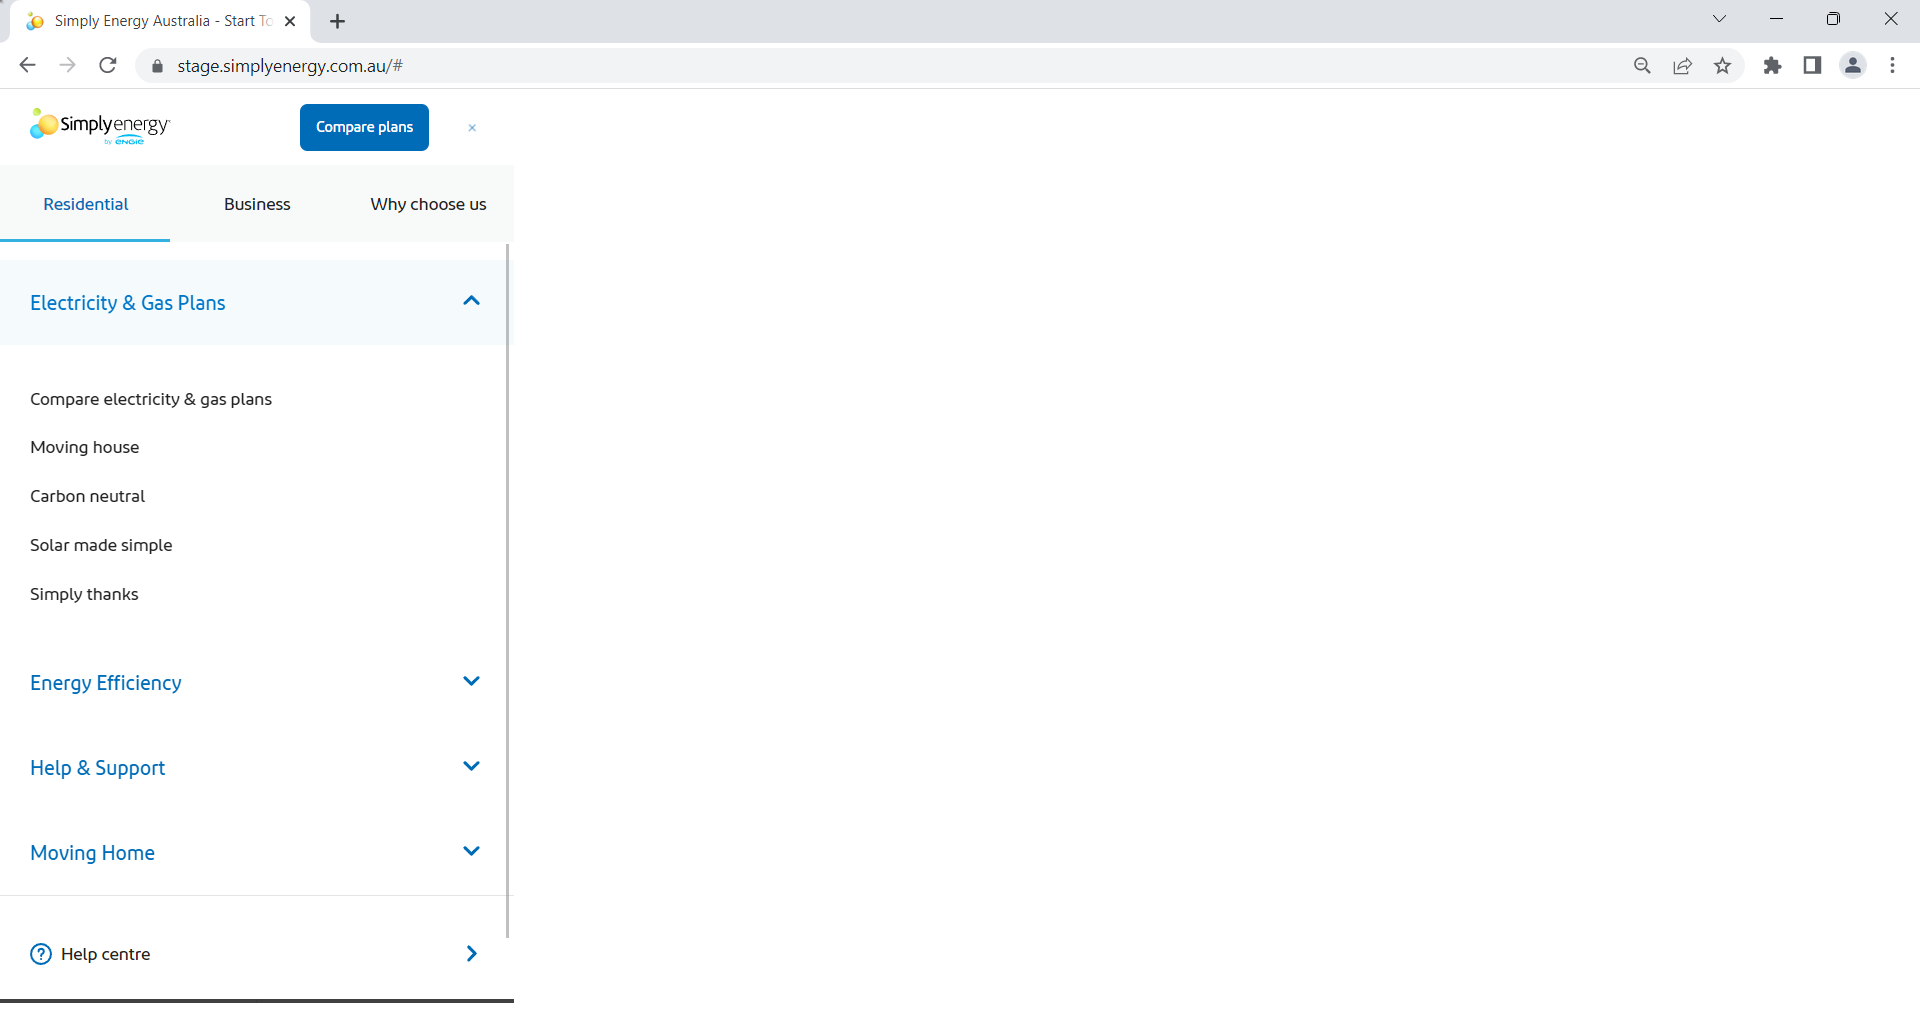 Simply Energy Australia - Start To
stage.simplyenergy.com.au/#
Simplyenergy
by ENGIE
Compare plans
Residential
Business
Why choose us
Electricity & Gas Plans
Compare electricity & gas plans
Moving house
Carbon neutral
Solar made simple
Simply thanks
Energy Efficiency
Help & Support
Moving Home
Help centre